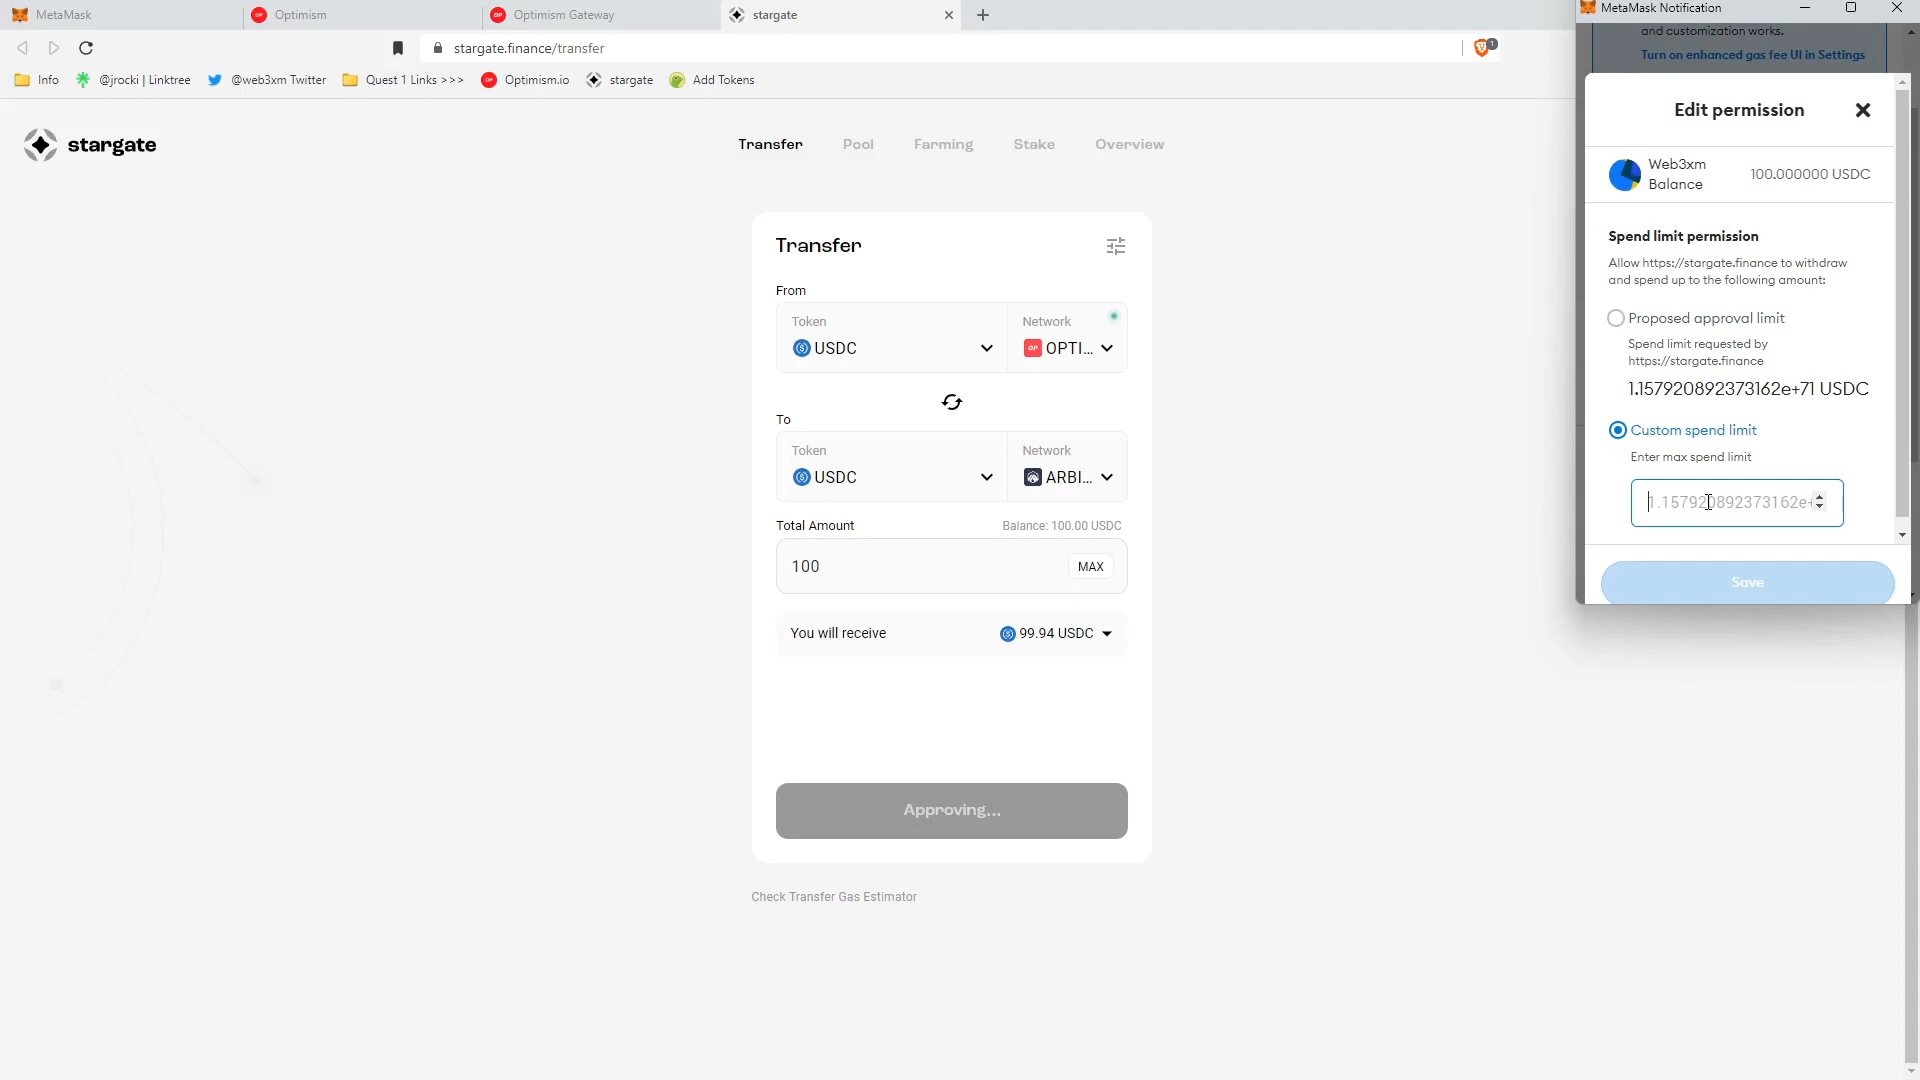 MetaMask
Optimism
Optimism Gateway
stargate
MetaMask Notification
stargate.finance/transfer
1
Info
@jrocki | Linktree
@web3xm Twitter
Quest 1 Links >>>
Optimism.io
stargate
Add Tokens
and customization works.
Turn on enhanced gas fee UI in Settings
stargate
Transfer
Pool
Farming
Stake
Overview
Edit permission
Web3xm
Balance
100.000000 USDC
Spend limit permission
Allow https://stargate.finance to withdraw
and spend up to the following amount:
Proposed approval limit
Spend limit requested by
https://stargate.finance
1.157920892373162e+71 USDC
Custom spend limit
Enter max spend limit
1.157920892373162e+
Save
Transfer
From
Token
USDC
Network
OP
OPTI...
To
Token
USDC
Network
ARBI...
Total Amount
Balance: 100.00 USDC
100
MAX
You will receive
99.94 USDC
Approving...
Check Transfer Gas Estimator